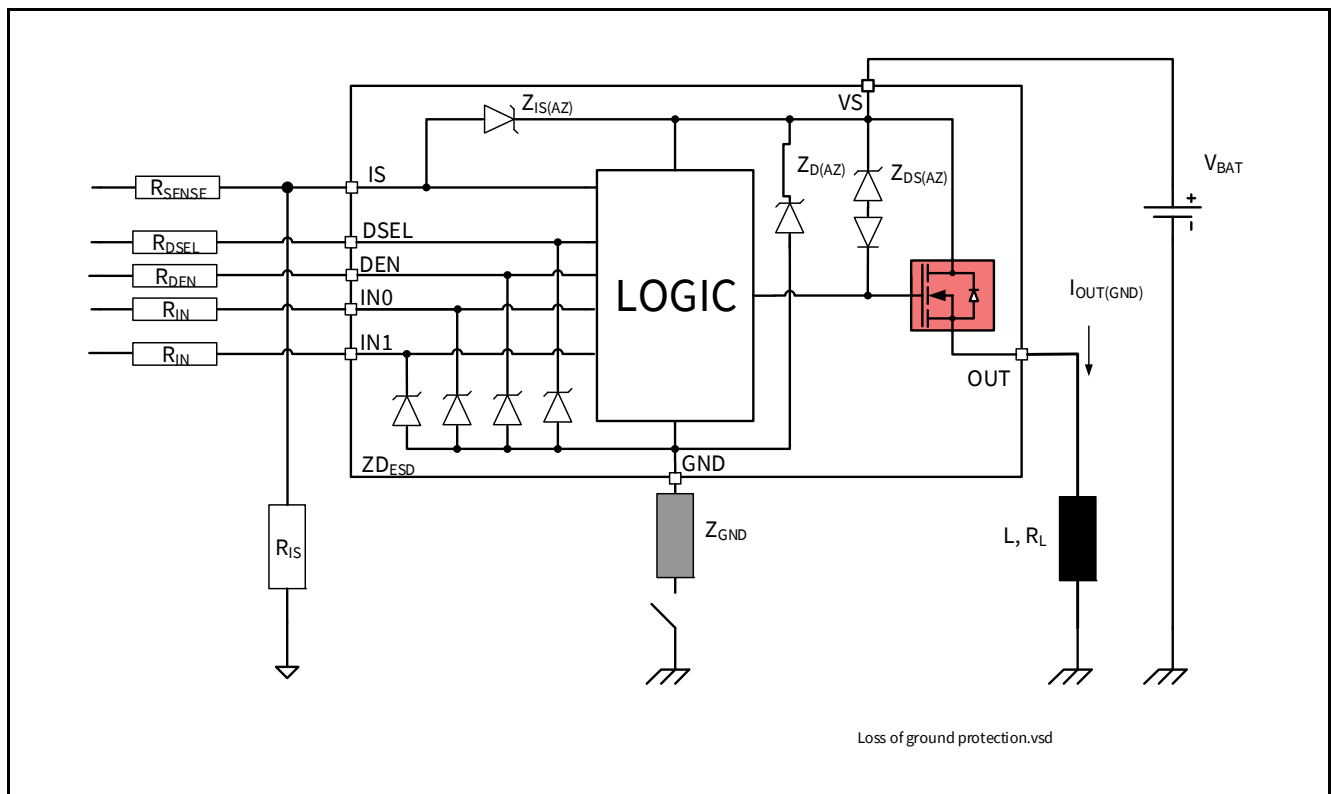 VS
Z_IS(AZ)
Z_D(AZ)
Z_DS(AZ)
V_BAT
+
-
R_SENSE
IS
R_DSEL
DSEL
R_DEN
DEN
R_IN
IN0
R_IN
IN1
LOGIC
I_OUT(GND)
OUT
ZD_ESD
GND
Z_GND
R_IS
L, R_L
Loss of ground protection.vsd